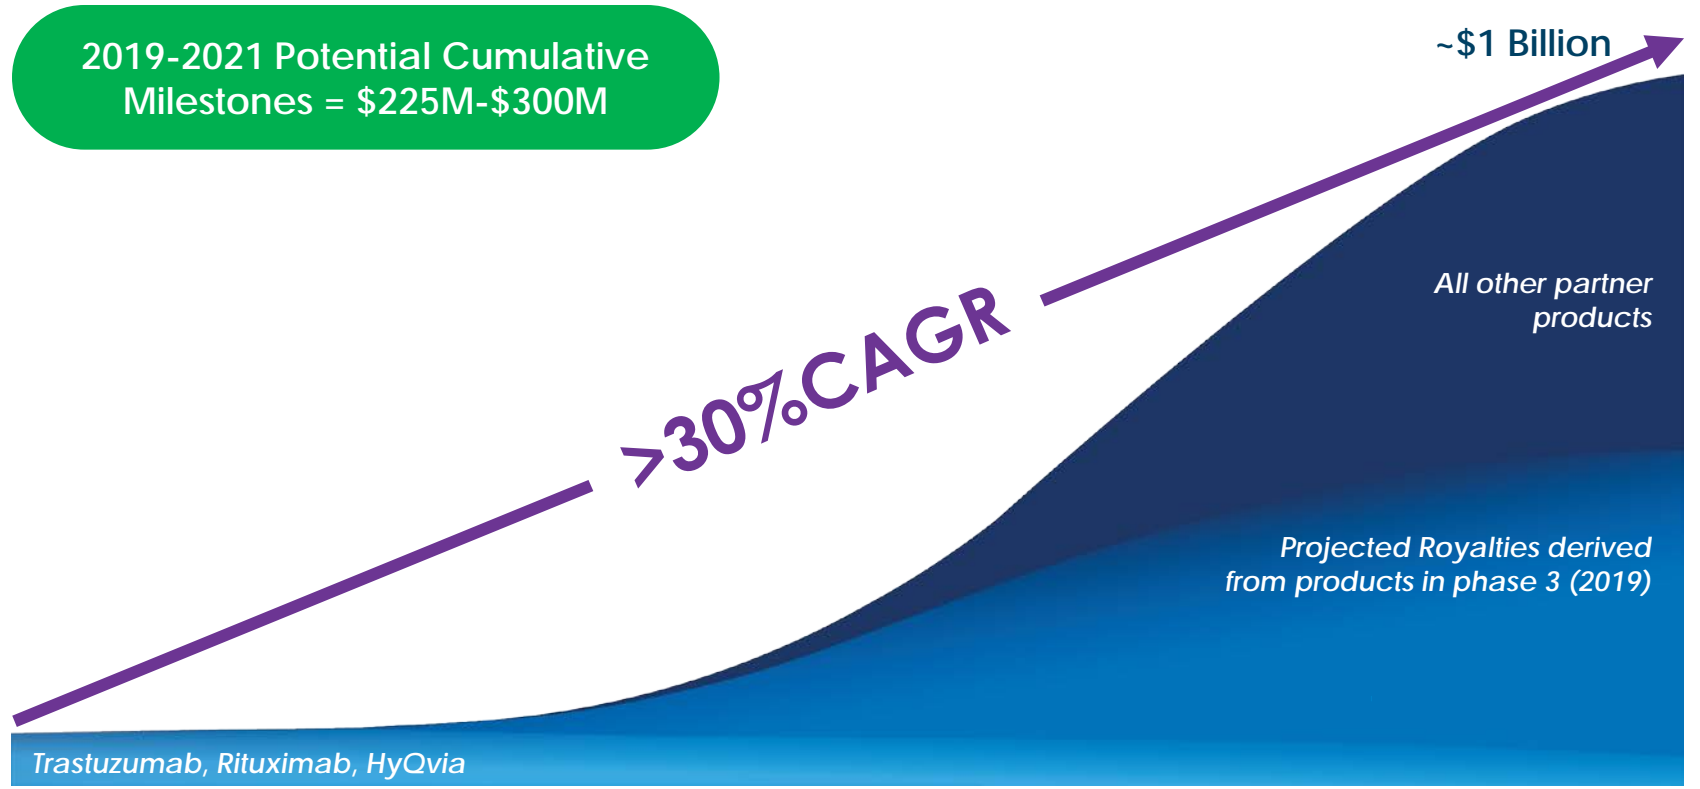 2019-2021 Potential Cumulative
Milestones = $225M-$300M
~$1 Billion
>30%CAGR
All other partner
products
Projected Royalties derived
from products in phase 3 (2019)
Trastuzumab, Rituximab, HyQvia